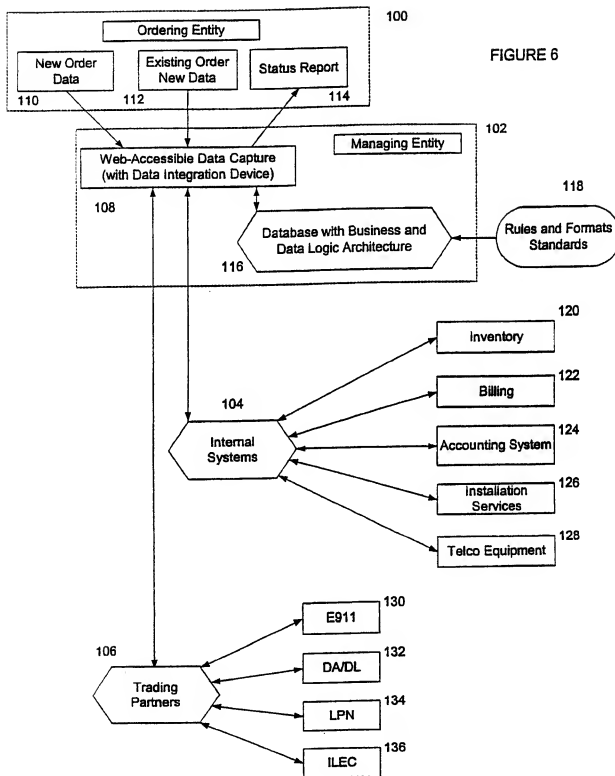 100
Ordering Entity
FIGURE 6
New Order
Data
Existing Order
New Data
Status Report
110
112
114
102
Managing Entity
Web-Accessible Data Capture
(with Data Integration Device)
108
118
Database with Business and
Data Logic Architecture
Rules and Formats
Standards
116
120
Inventory
122
Billing
104
Internal
Systems
124
Accounting System
126
Installation
Services
128
Telco Equipment
130
E911
106
132
DA/DL
Trading
Partners
134
LPN
136
ILEC